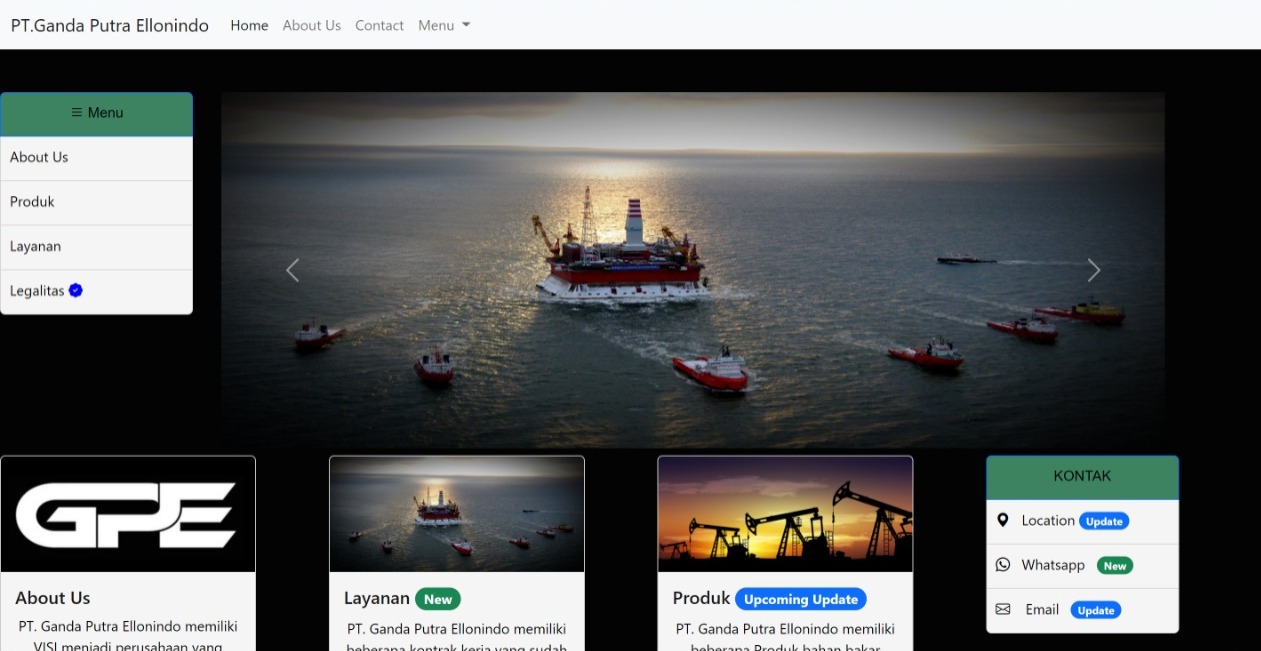 PT.Ganda Putra Ellonindo Home About Us Contact Menu
Menu
About Us
Produk
Layanan
Legalitas
GPE
About Us
PT. Ganda Putra Ellonindo memiliki
VISI menjadi perusahaan yang
Layanan New
PT. Ganda Putra Ellonindo memiliki
beberapa kontrak kerja yang sudah
Produk Upcoming Update
PT. Ganda Putra Ellonindo memiliki
beberapa Produk bahan bakar
KONTAK
Location Update
Whatsapp New
Email Update